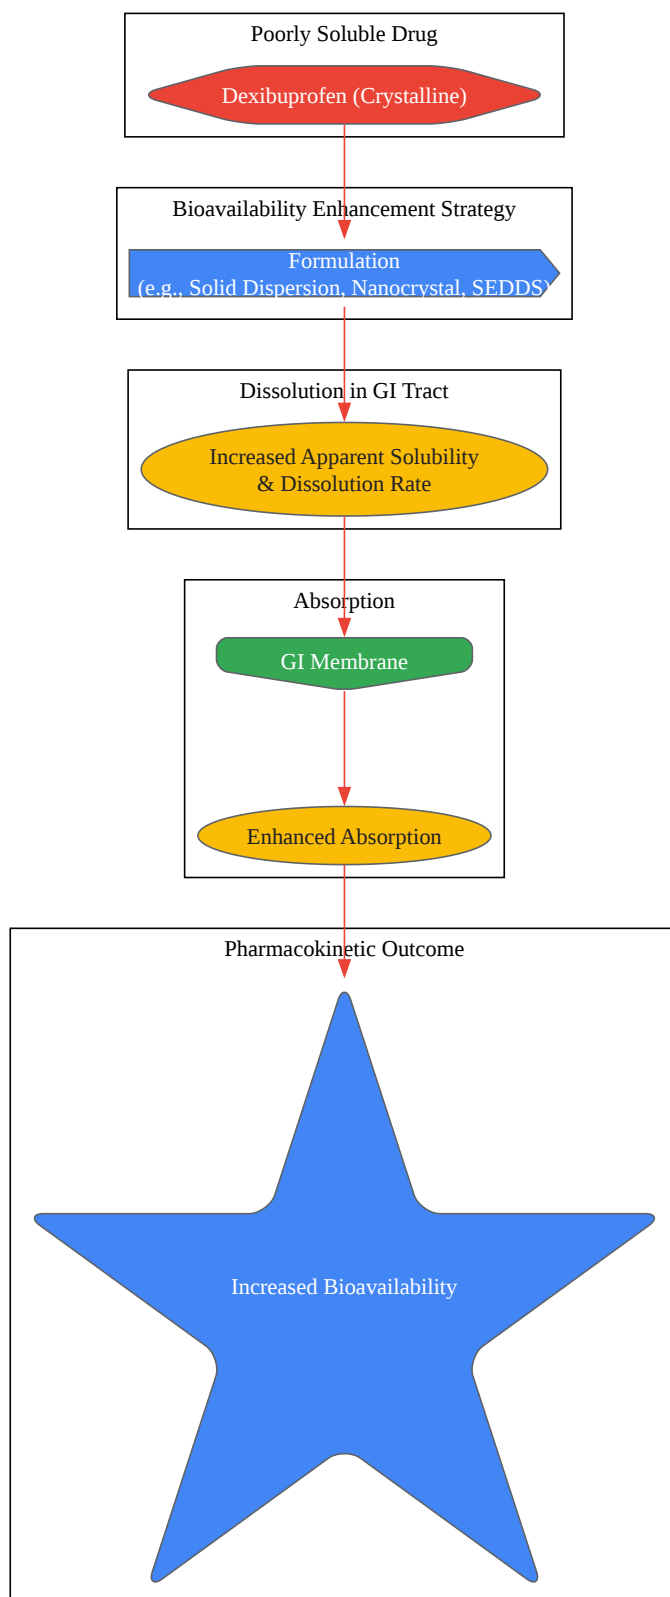 Poorly Soluble Drug
Dexibuprofen (Crystalline)
Bioavailability Enhancement Strategy
Formulation
(e.g., Solid Dispersion, Nanocrystal, SEDDS)
Dissolution in GI Tract
Increased Apparent Solubility
& Dissolution Rate
Absorption
GI Membrane
Enhanced Absorption
Pharmacokinetic Outcome
Increased Bioavailability